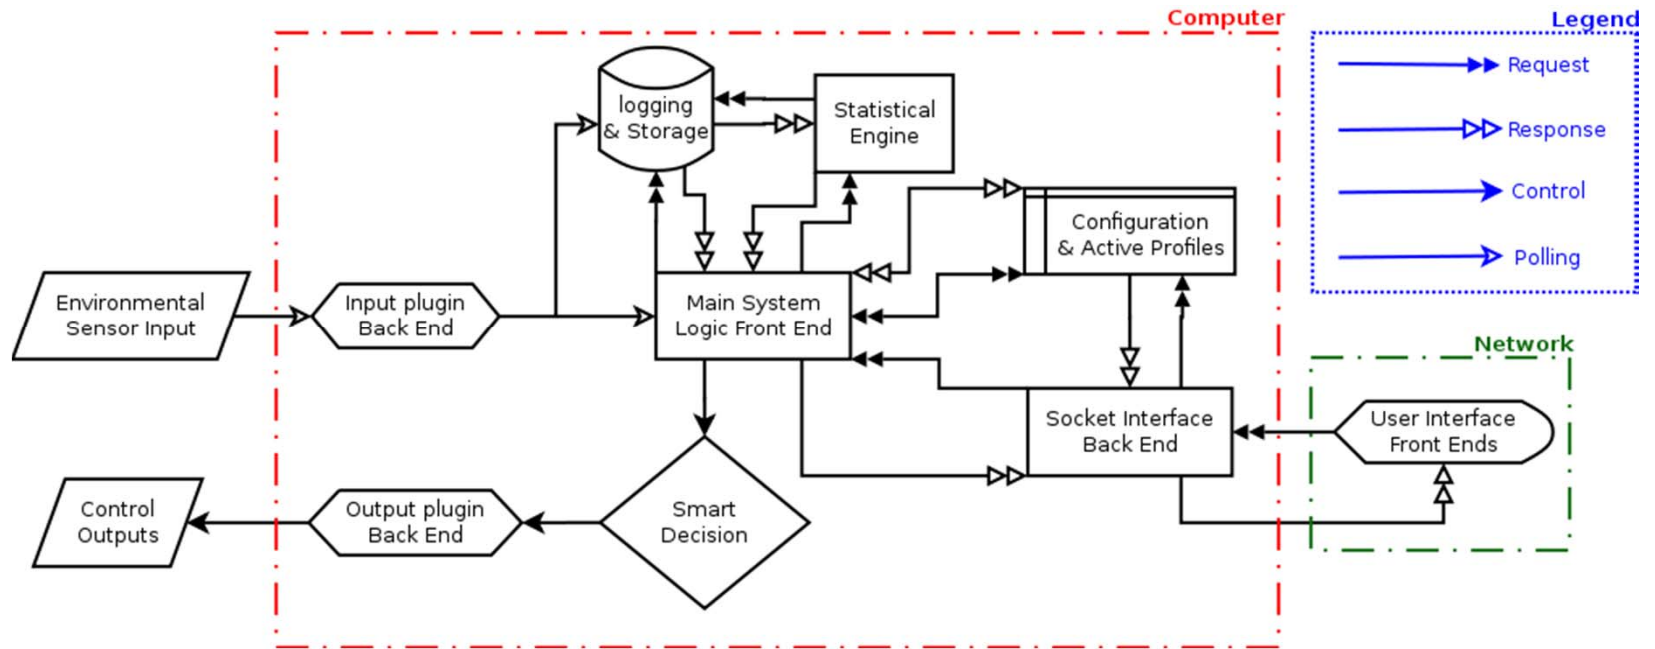 Computer
Legend
Request
Response
Control
Polling
logging
& Storage
Statistical
Engine
Configuration
& Active Profiles
Environmental
Sensor Input
Input plugin
Back End
Main System
Logic Front End
Network
Socket Interface
Back End
User Interface
Front Ends
Control
Outputs
Output plugin
Back End
Smart
Decision